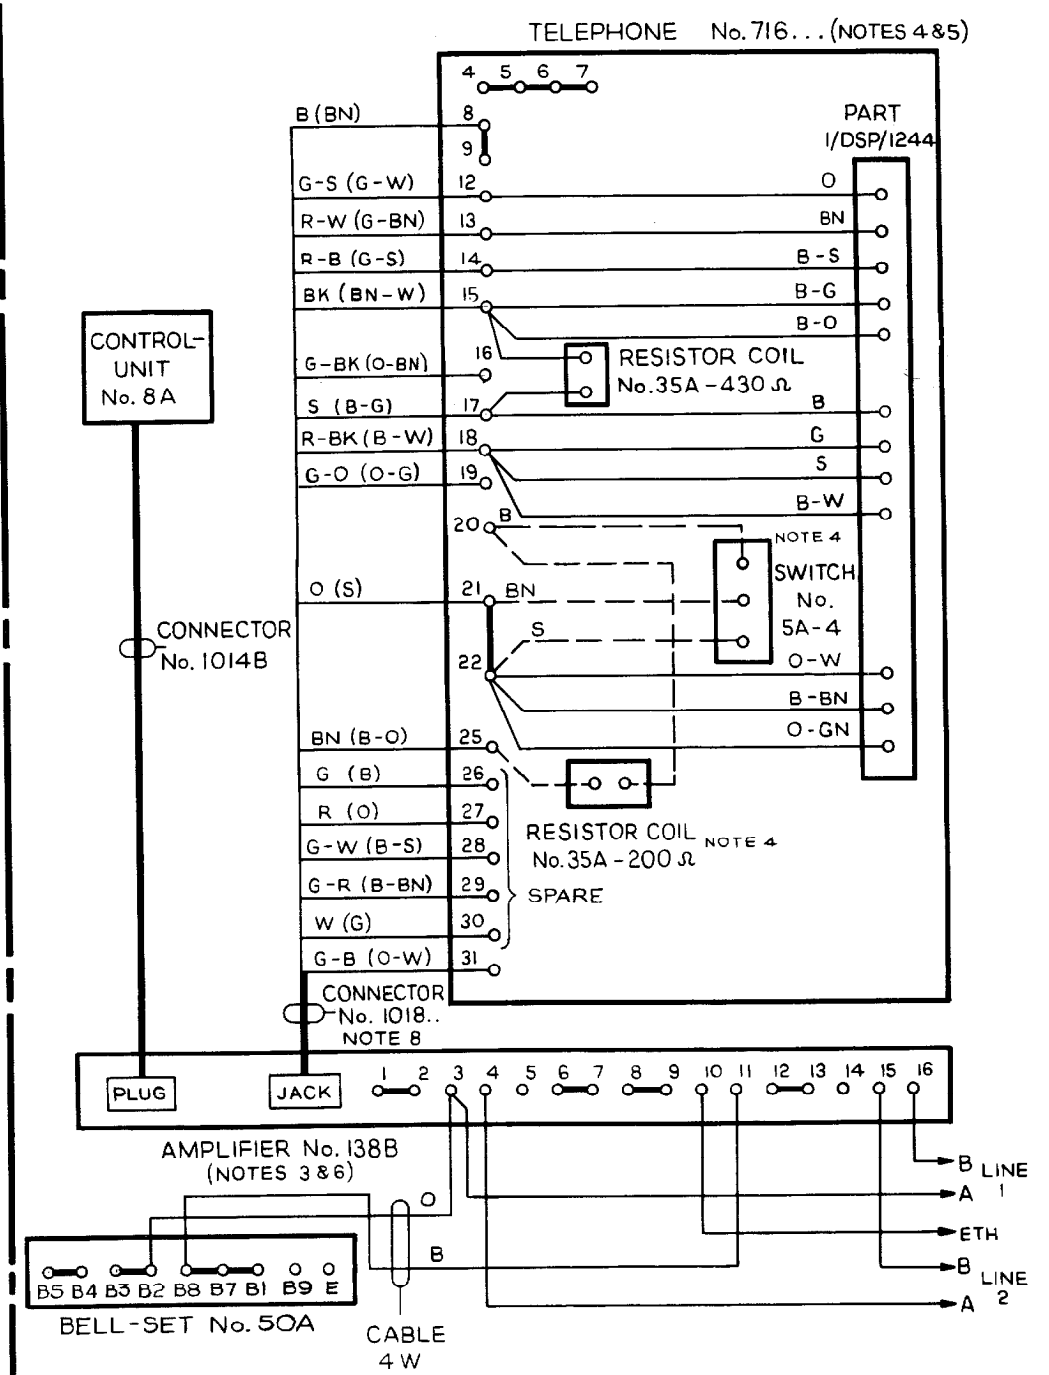 TELEPHONE No. 716... (NOTES 4 & 5)
4 5 6 7
B (BN) 8
9
PART
1/DSP/1244
G-S (G-W) 12 O
R-W (G-BN) 13 BN
R-B (G-S) 14 B-S
BK (BN-W) 15 B-G
B-O
CONTROL-
UNIT
No. 8A
G-BK (O-BN) 16
RESISTOR COIL
No. 35A - 430 Ω
S (B-G) 17 B
R-BK (B-W) 18 G
S
G-O (O-G) 19
B-W
20 B
NOTE 4
SWITCH
No.
5A-4
O (S) 21 BN
S
22 O-W
B-BN
O-GN
CONNECTOR
No. 1014B
BN (B-O) 25
G (B) 26
R (O) 27
G-W (B-S) 28
G-R (B-BN) 29
W (G) 30
G-B (O-W) 31
RESISTOR COIL NOTE 4
No. 35A - 200 Ω
SPARE
CONNECTOR
No. 1018..
NOTE 8
PLUG JACK 1 2 3 4 5 6 7 8 9 10 11 12 13 14 15 16
AMPLIFIER No. 138B
(NOTES 3 & 6)
B LINE
A 1
ETH
B LINE
A 2
O
B
B5 B4 B3 B2 B8 B7 B1 B9 E
BELL-SET No. 50A
CABLE
4 W